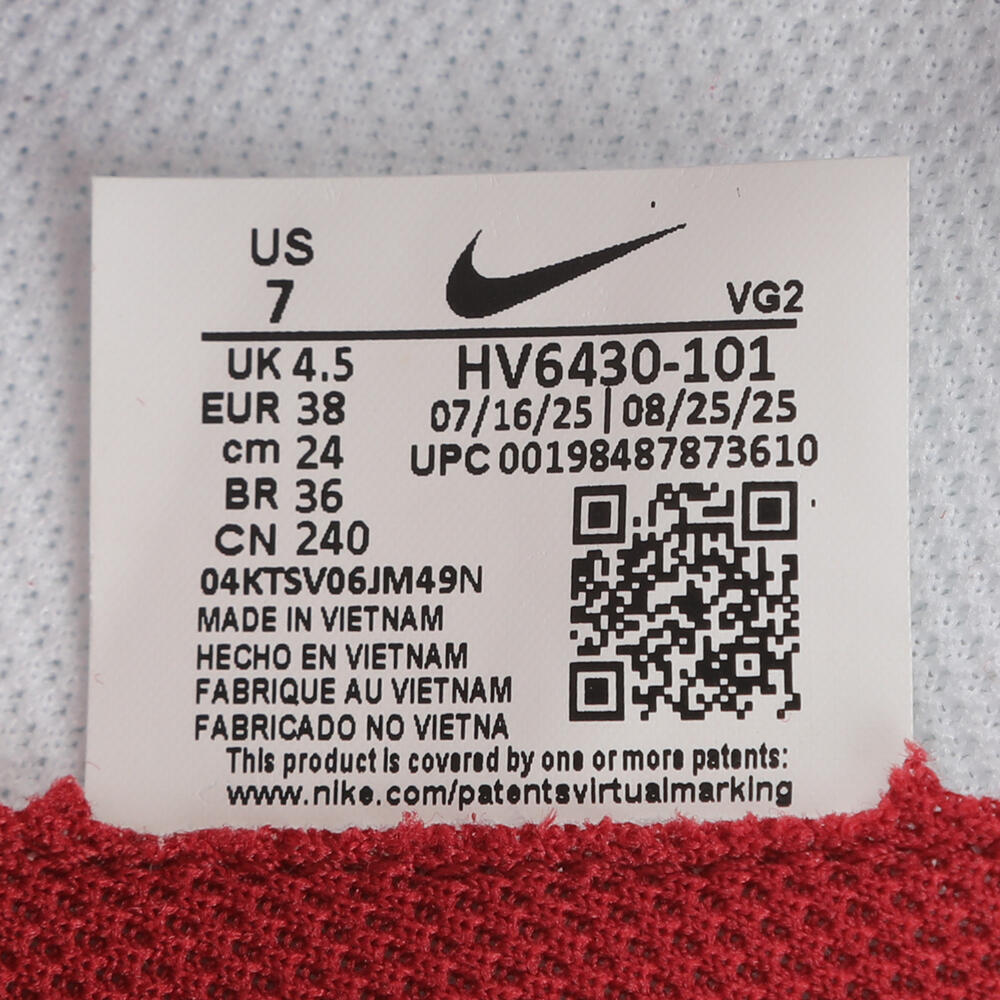 US
7
VG2
UK 4.5
HV6430-101
EUR 38
07/16/25 | 08/25/25
cm 24
UPC 00198487873610
BR 36
CN 240
04KTSV06JM49N
MADE IN VIETNAM
HECHO EN VIETNAM
FABRIQUE AU VIETNAM
FABRICADO NO VIETNA
This product is covered by one or more patents:
www.nike.com/patentsvirtualmarking